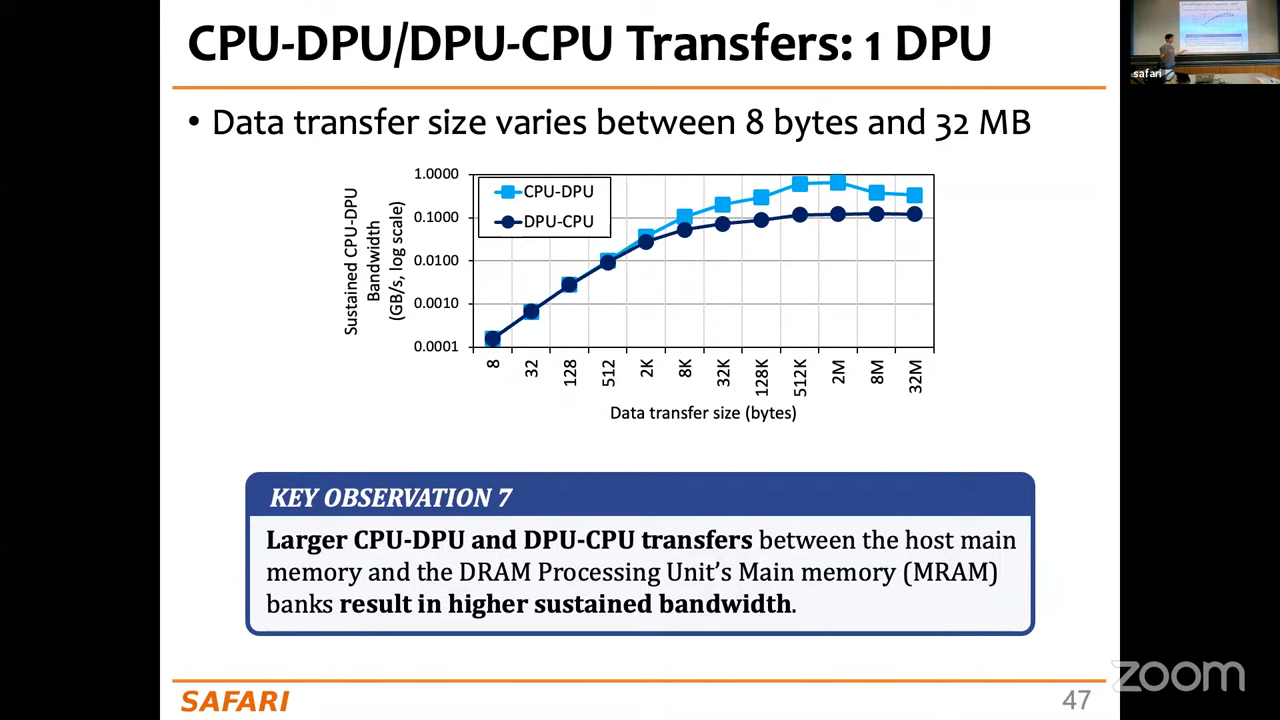 CPU-DPU/DPU-CPU Transfers: 1 DPU
• Data transfer size varies between 8 bytes and 32 MB
Sustained CPU-DPU
Bandwidth
(GB/s, log scale)
1.0000
0.1000
0.0100
0.0010
0.0001
CPU-DPU
DPU-CPU
8
32
128
512
2K
8K
32K
128K
512K
2M
8M
32M
Data transfer size (bytes)
KEY OBSERVATION 7
Larger CPU-DPU and DPU-CPU transfers between the host main
memory and the DRAM Processing Unit's Main memory (MRAM)
banks result in higher sustained bandwidth.
SAFARI
47
safari
zoom